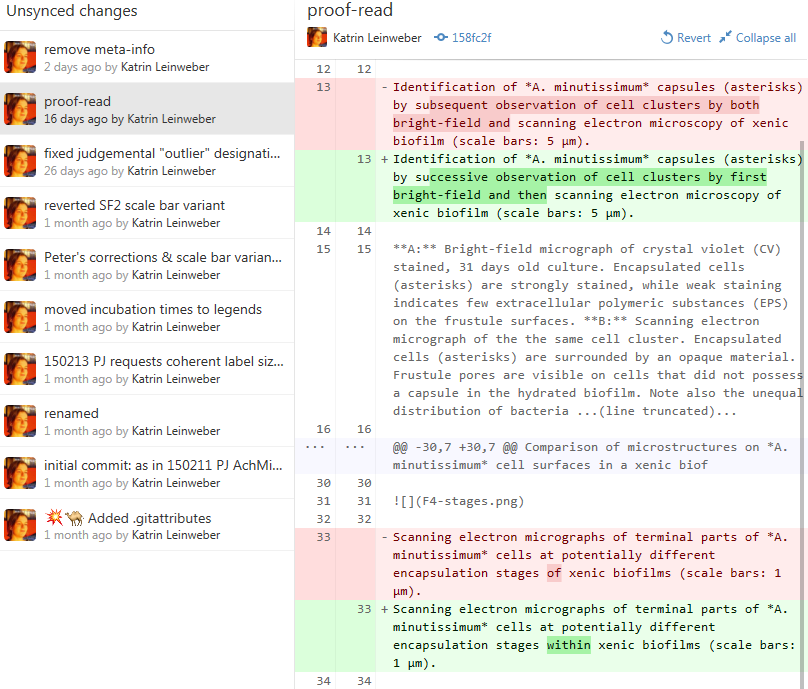 Unsynced changes
remove meta-info
2 days ago by Katrin Leinweber
proof-read
16 days ago by Katrin Leinweber
fixed judgemental "outlier" designati...
26 days ago by Katrin Leinweber
reverted SF2 scale bar variant
1 month ago by Katrin Leinweber
Peter's corrections & scale bar varian...
1 month ago by Katrin Leinweber
moved incubation times to legends
1 month ago by Katrin Leinweber
150213 PJ requests coherent label siz...
1 month ago by Katrin Leinweber
renamed
1 month ago by Katrin Leinweber
initial commit: as in 150211 PJ AchMi...
1 month ago by Katrin Leinweber
💥🐫 Added .gitattributes
1 month ago by Katrin Leinweber
proof-read
Katrin Leinweber 158fc2f Revert Collapse all
12 12
13 - Identification of *A. minutissimum* capsules (asterisks)
by subsequent observation of cell clusters by both
bright-field and scanning electron microscopy of xenic
biofilm (scale bars: 5 µm).
13 + Identification of *A. minutissimum* capsules (asterisks)
by successive observation of cell clusters by first
bright-field and then scanning electron microscopy of
xenic biofilm (scale bars: 5 µm).
14 14
15 15 **A:** Bright-field micrograph of crystal violet (CV)
stained, 31 days old culture. Encapsulated cells
(asterisks) are strongly stained, while weak staining
indicates few extracellular polymeric substances (EPS)
on the frustule surfaces. **B:** Scanning electron
micrograph of the the same cell cluster. Encapsulated
cells (asterisks) are surrounded by an opaque material.
Frustule pores are visible on cells that did not possess
a capsule in the hydrated biofilm. Note also the unequal
distribution of bacteria ...(line truncated)...
16 16
... ... @@ -30,7 +30,7 @@ Comparison of microstructures on *A.
minutissimum* cell surfaces in a xenic biof
30 30
31 31 ![](F4-stages.png)
32 32
33 - Scanning electron micrographs of terminal parts of *A.
minutissimum* cells at potentially different
encapsulation stages of xenic biofilms (scale bars: 1
µm).
33 + Scanning electron micrographs of terminal parts of *A.
minutissimum* cells at potentially different
encapsulation stages within xenic biofilms (scale bars:
1 µm).
34 34